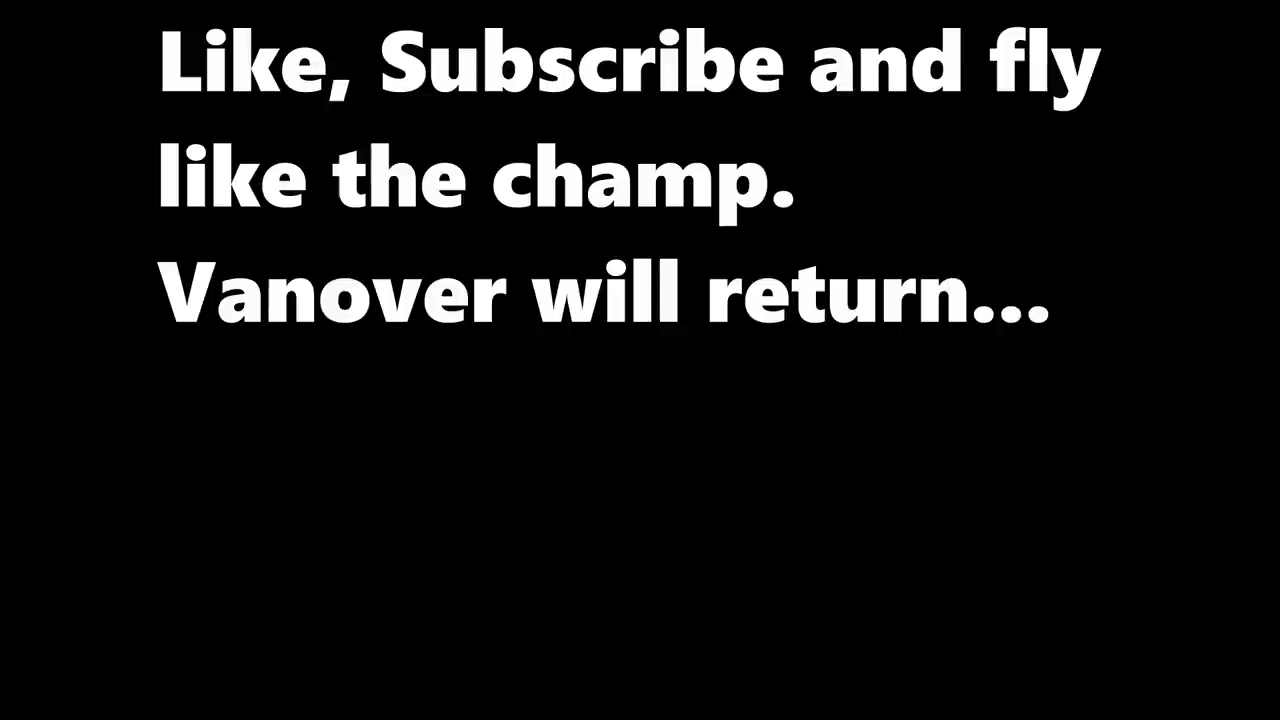 Like, Subscribe and fly
like the champ.
Vanover will return...